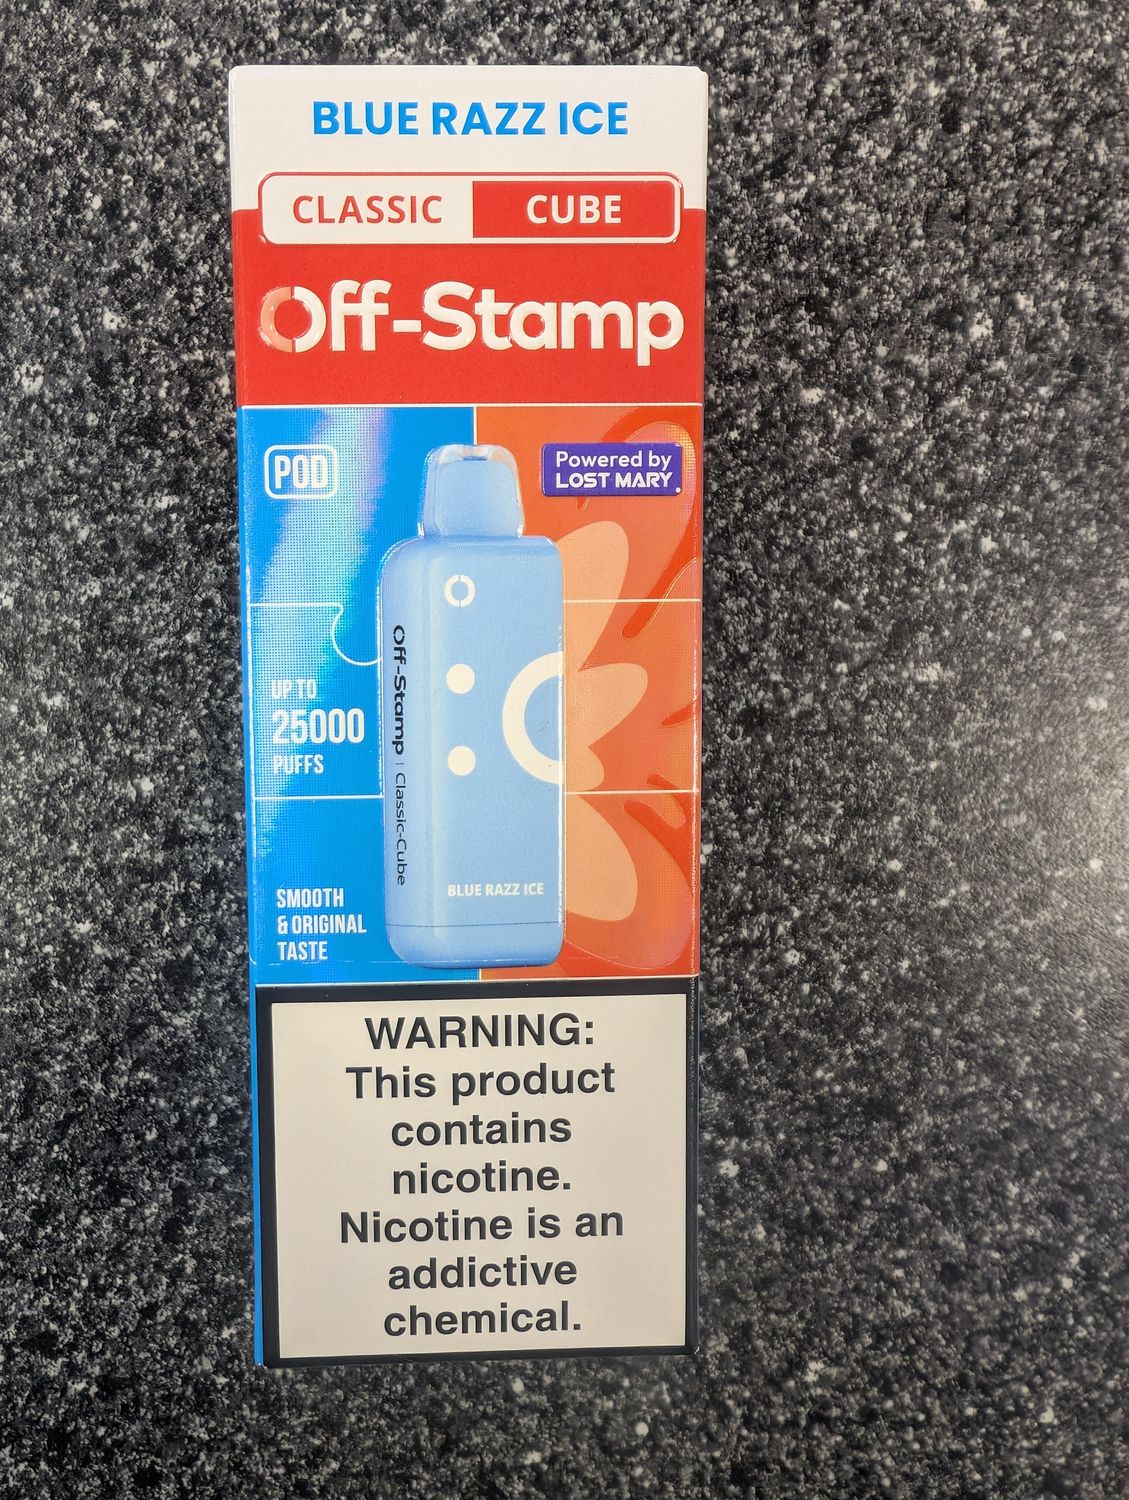 BLUE RAZZ ICE
CLASSIC CUBE
Off-Stamp
POD
Powered by
LOST MARY.
UP TO
25000
PUFFS
SMOOTH
& ORIGINAL
TASTE
Off-Stamp | Classic-Cube
BLUE RAZZ ICE
WARNING:
This product
contains
nicotine.
Nicotine is an
addictive
chemical.